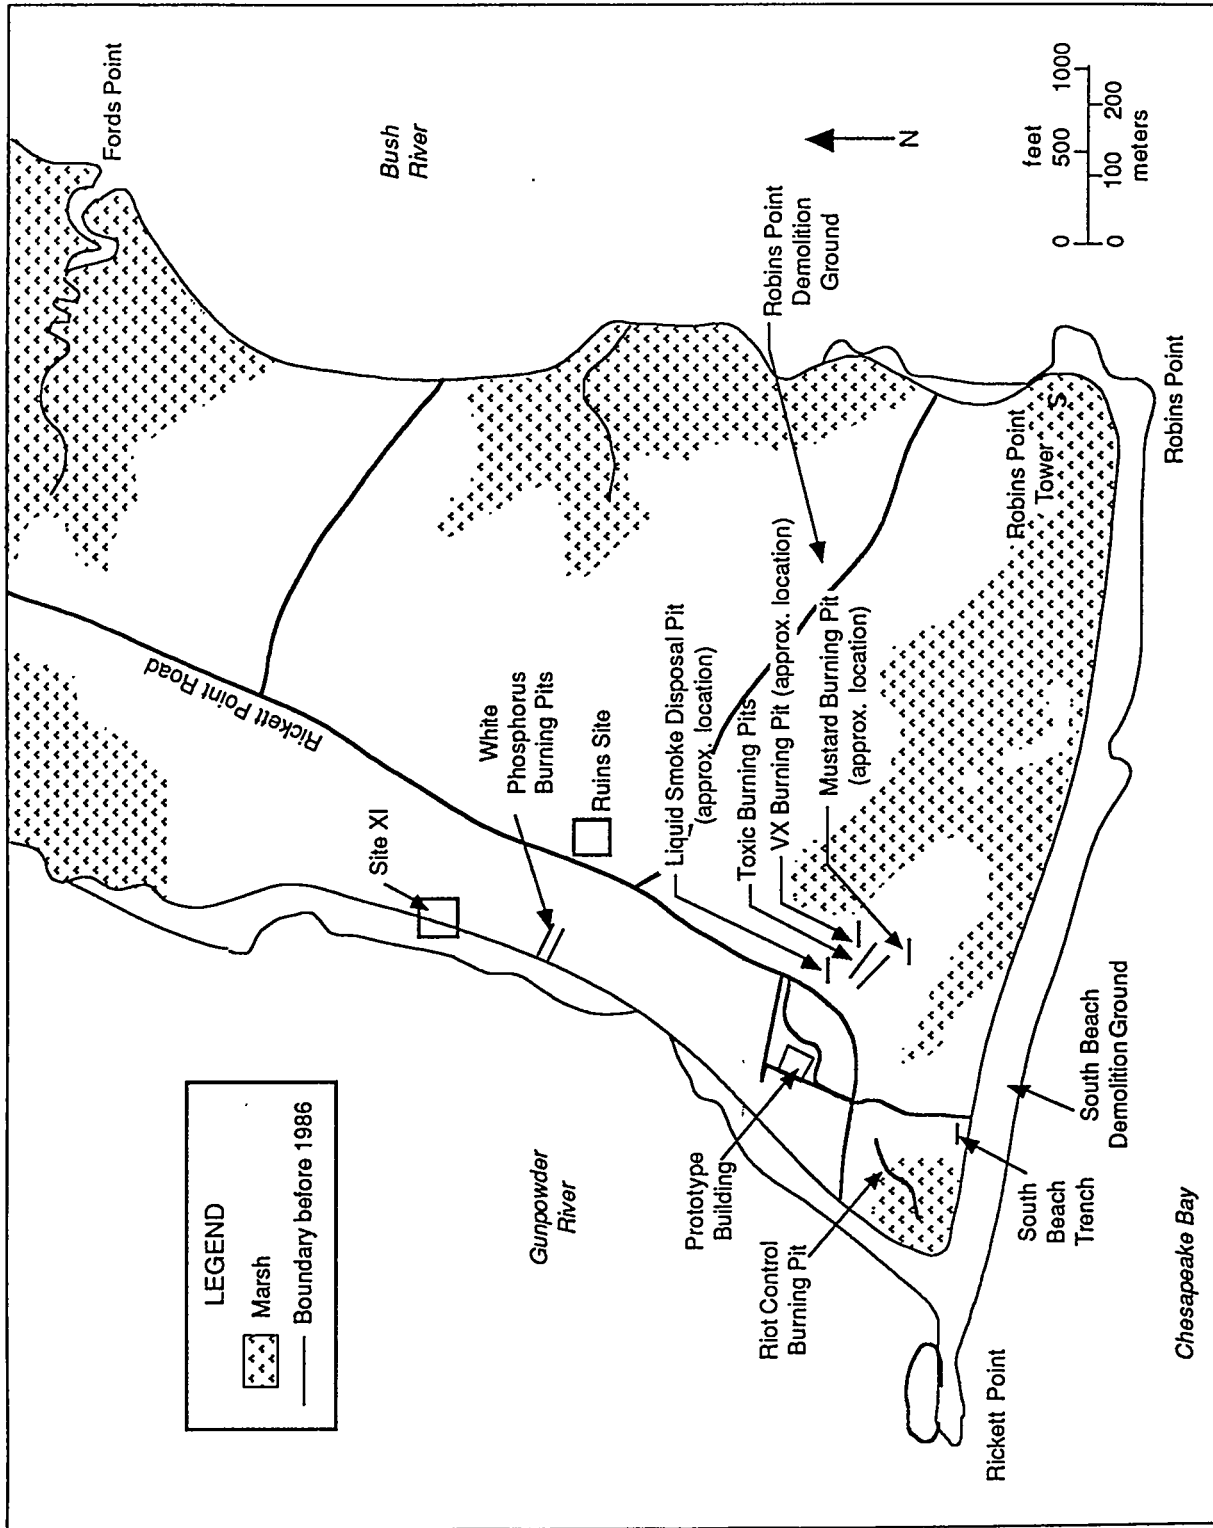 LEGEND
Marsh
Boundary before 1986
Fords Point
Bush
River
Gunpowder
River
Rickett Point Road
Site XI
White
Phosphorus
Burning Pits
Ruins Site
Liquid Smoke Disposal Pit
(approx. location)
Toxic Burning Pits
VX Burning Pit (approx. location)
Mustard Burning Pit
(approx. location)
Robins Point
Demolition
Ground
Prototype
Building
Riot Control
Burning Pit
Robins Point
Tower
S
South
Beach
Trench
South Beach
Demolition Ground
Rickett Point
Robins Point
Chesapeake Bay
N
feet
0 500 1000
0 100 200
meters